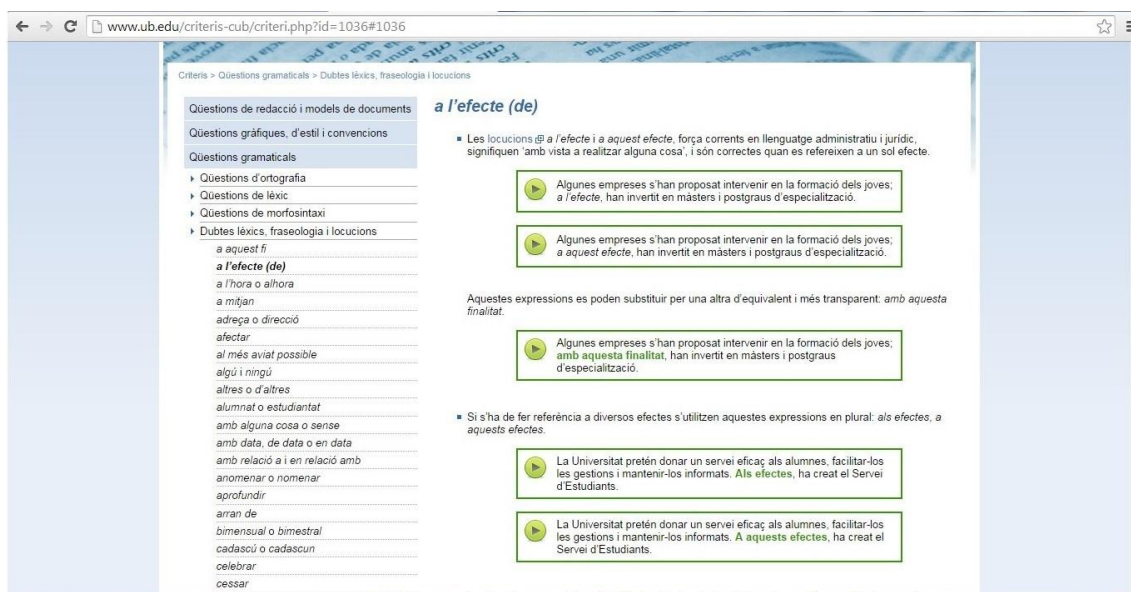 www.ub.edu/criteris-cub/criteri.php?id=1036#1036
Criteris > Qüestions gramaticals > Dubtes lèxics, fraseologia i locucions
Qüestions de redacció i models de documents
Qüestions gràfiques, d'estil i convencions
Qüestions gramaticals
Qüestions d'ortografia
Qüestions de lèxic
Qüestions de morfosintaxi
Dubtes lèxics, fraseologia i locucions
a aquest fi
a l'efecte (de)
a l'hora o alhora
a mitjan
adreça o direcció
afectar
al més aviat possible
algú i ningú
altres o d'altres
alumnat o estudiantat
amb alguna cosa o sense
amb data, de data o en data
amb relació a i en relació amb
anomenar o nomenar
aprofundir
arran de
bimensual o bimestral
cadascú o cadascun
celebrar
cessar
a l'efecte (de)
Les locucions a l'efecte i a aquest efecte, força corrents en llenguatge administratiu i jurídic,
signifiquen 'amb vista a realitzar alguna cosa', i són correctes quan es refereixen a un sol efecte.
Algunes empreses s'han proposat intervenir en la formació dels joves;
a l'efecte, han invertit en màsters i postgraus d'especialització.
Algunes empreses s'han proposat intervenir en la formació dels joves;
a aquest efecte, han invertit en màsters i postgraus d'especialització.
Aquestes expressions es poden substituir per una altra d'equivalent i més transparent: amb aquesta
finalitat.
Algunes empreses s'han proposat intervenir en la formació dels joves;
amb aquesta finalitat, han invertit en màsters i postgraus
d'especialització.
Si s'ha de fer referència a diversos efectes s'utilitzen aquestes expressions en plural: als efectes, a
aquests efectes.
La Universitat pretén donar un servei eficaç als alumnes, facilitar-los
les gestions i mantenir-los informats. Als efectes, ha creat el Servei
d'Estudiants.
La Universitat pretén donar un servei eficaç als alumnes, facilitar-los
les gestions i mantenir-los informats. A aquests efectes, ha creat el
Servei d'Estudiants.